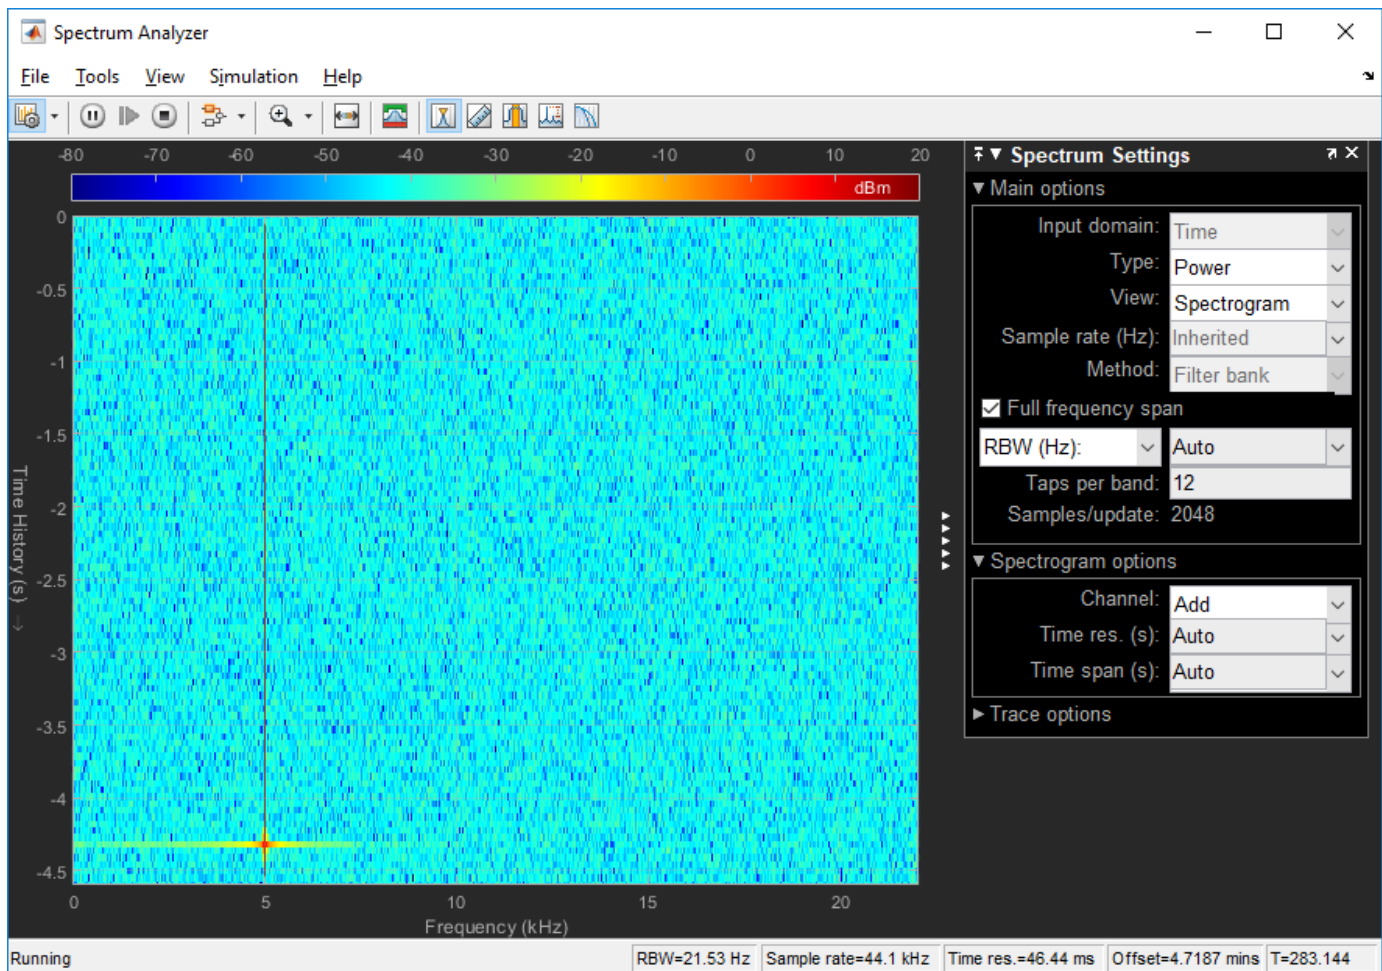 Spectrum Analyzer
File Tools View Simulation Help
-80 -70 -60 -50 -40 -30 -20 -10 0 10 20
dBm
0
-0.5
-1
-1.5
-2
-2.5
-3
-3.5
-4
-4.5
Time History (s) →
0 5 10 15 20
Frequency (kHz)
Spectrum Settings
Main options
Input domain: Time
Type: Power
View: Spectrogram
Sample rate (Hz): Inherited
Method: Filter bank
Full frequency span
RBW (Hz): Auto
Taps per band: 12
Samples/update: 2048
Spectrogram options
Channel: Add
Time res. (s): Auto
Time span (s): Auto
Trace options
Running RBW=21.53 Hz Sample rate=44.1 kHz Time res.=46.44 ms Offset=4.7187 mins T=283.144